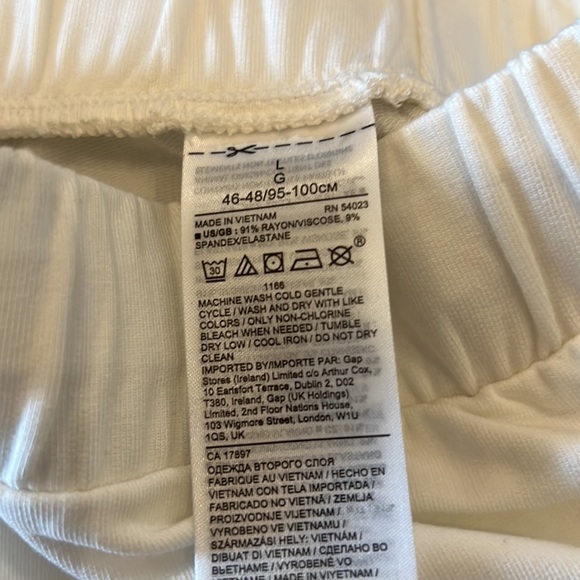 L
G
46-48/95-100CM
MADE IN VIETNAM RN 54023
■ US/GB : 91% RAYON/VISCOSE, 9%
SPANDEX/ELASTANE
30 ®
1166
MACHINE WASH COLD GENTLE
CYCLE / WASH AND DRY WITH LIKE
COLORS / ONLY NON-CHLORINE
BLEACH WHEN NEEDED / TUMBLE
DRY LOW / COOL IRON / DO NOT DRY
CLEAN
IMPORTED BY/IMPORTE PAR: Gap
Stores (Ireland) Limited c/o Arthur Cox,
10 Earlsfort Terrace, Dublin 2, D02
T380, Ireland, Gap (UK Holdings)
Limited, 2nd Floor Nations House,
103 Wigmore Street, London, W1U
1QS, UK
CA 17897
ОДЕЖДА ВТОРОГО СЛОЯ
FABRIQUE AU VIETNAM / HECHO EN
VIETNAM CON TELA IMPORTADA /
FABRICADO NO VIETNÃ / ZEMLJA
PROIZVODNJE VIJETNAM /
VYROBENO VE VIETNAMU /
SZÁRMAZÁSI HELY: VIETNÁM /
DIBUAT DI VIETNAM / СДЕЛАНО ВО
ВЬЕТНАМЕ / VYROBENÉ VO